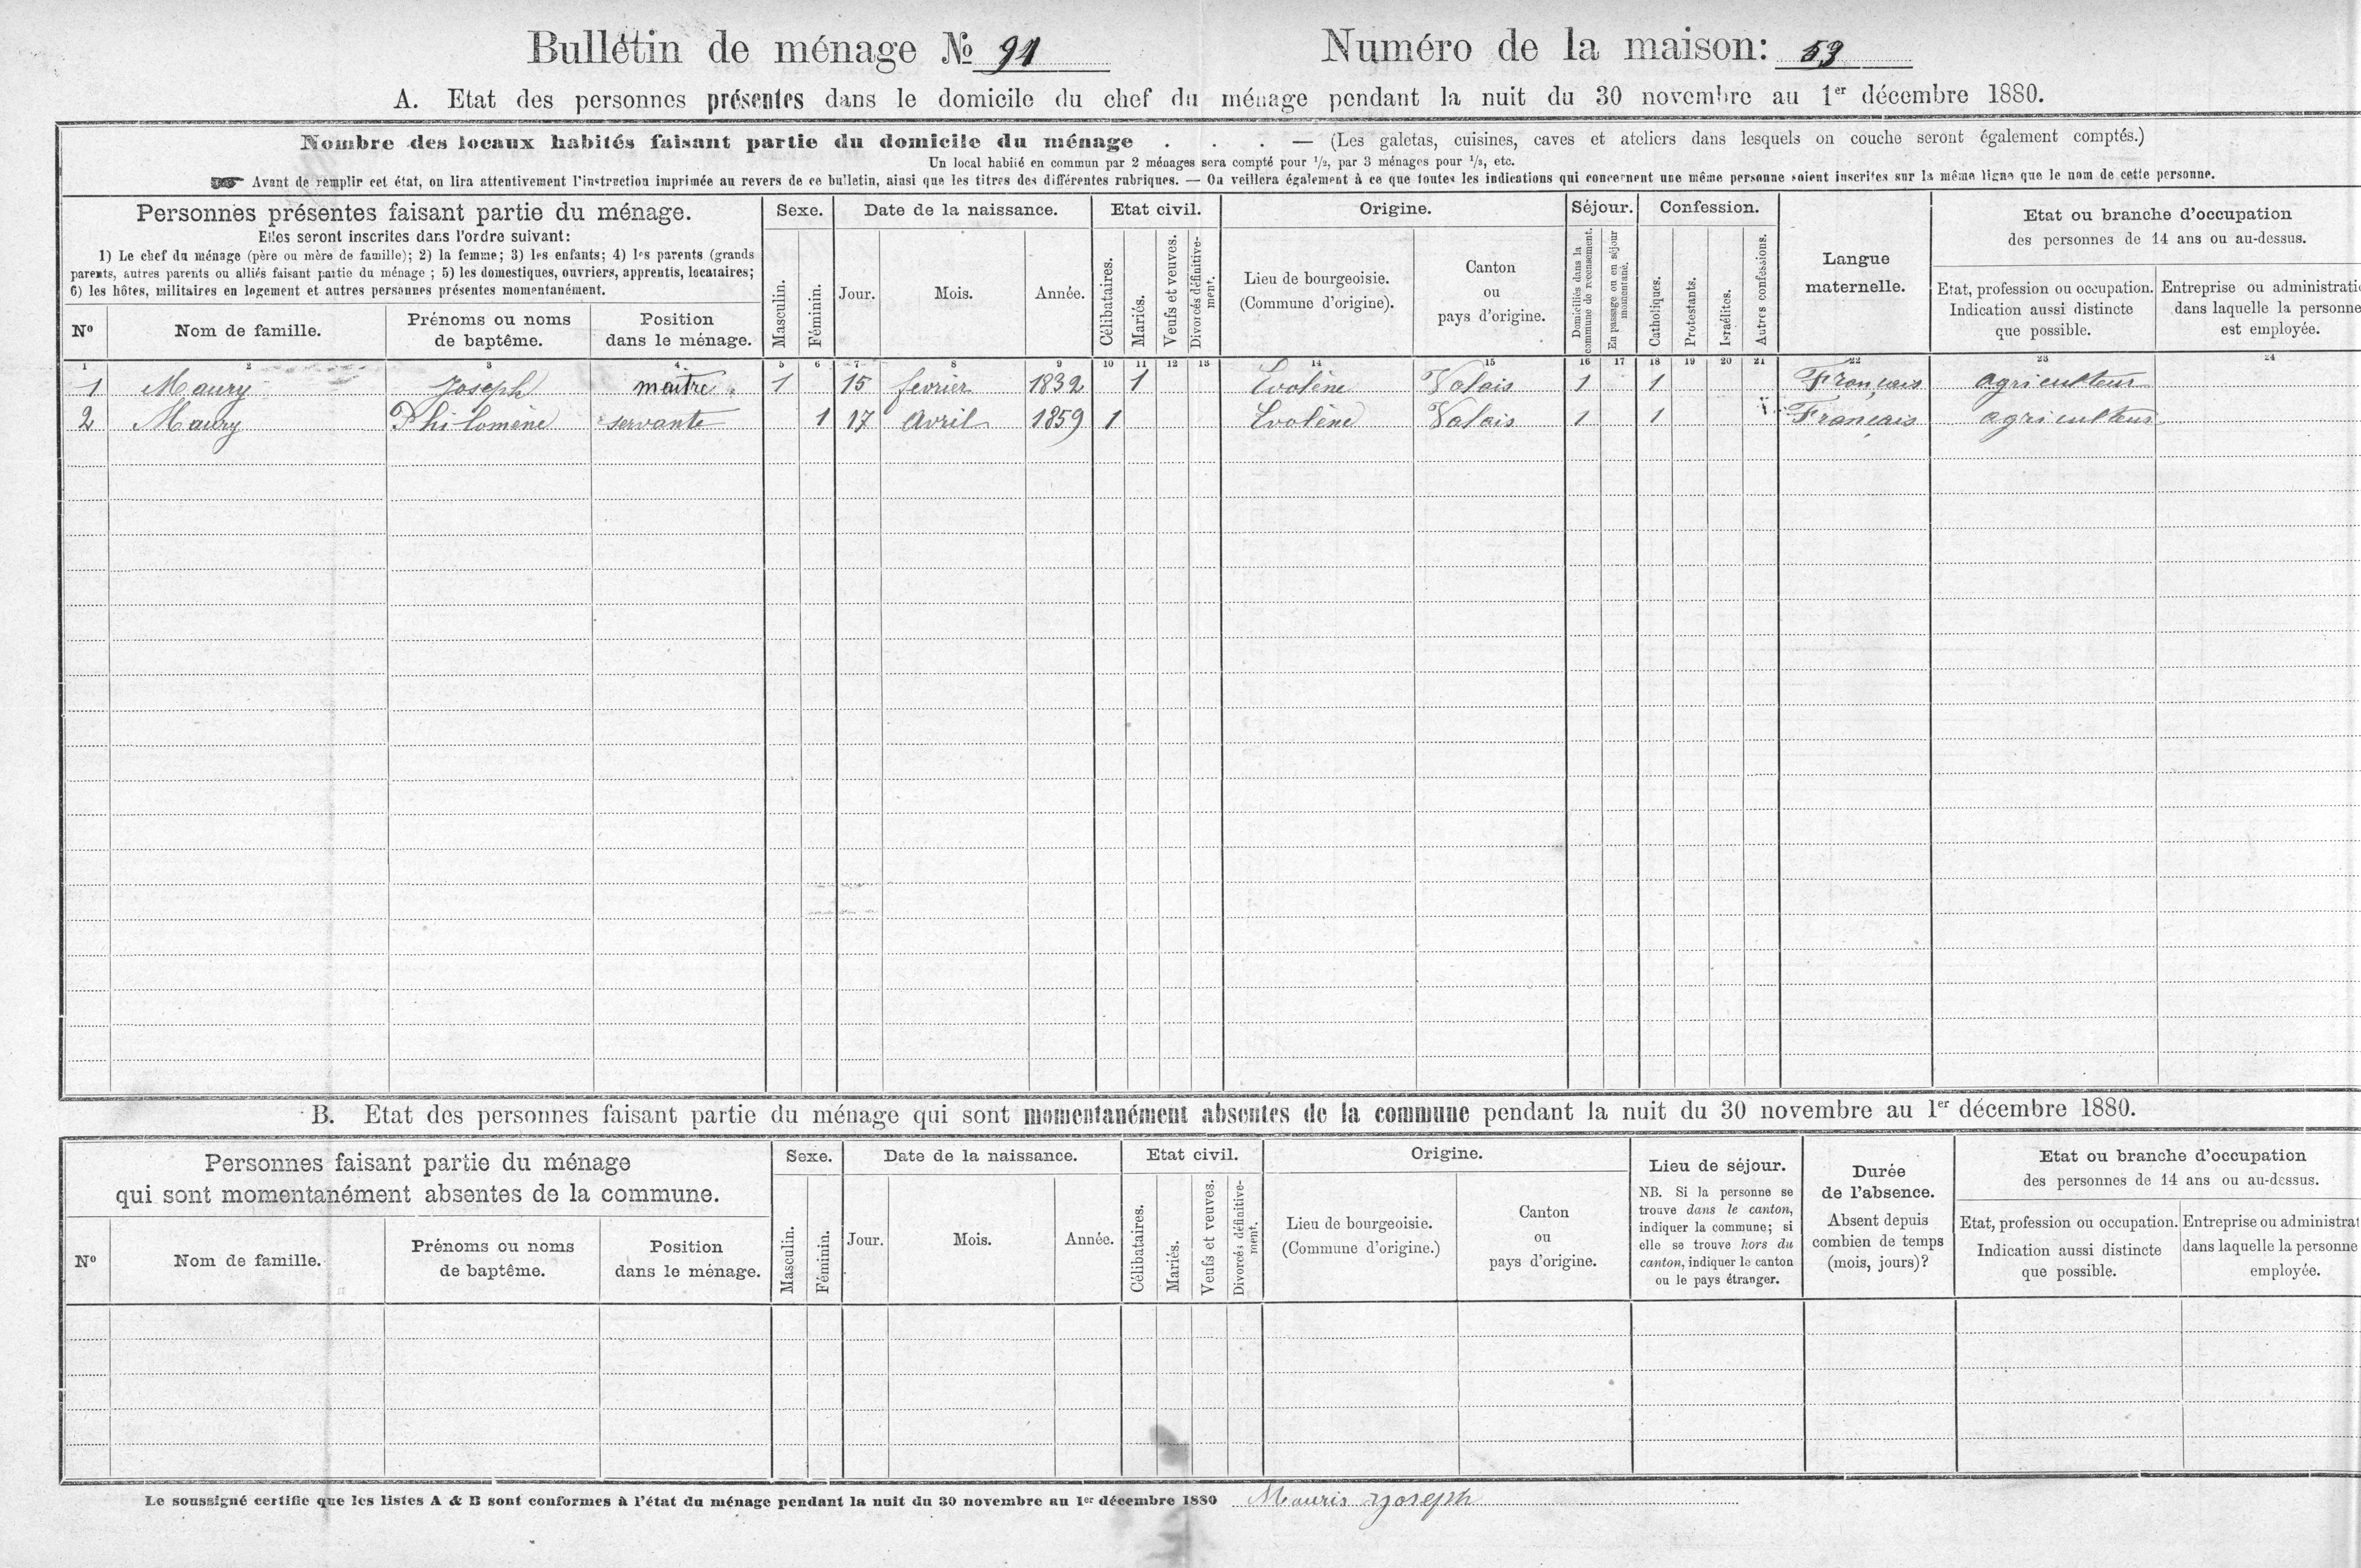 Bulletin de ménage № 91
Numéro de la maison: 53
A. Etat des personnes présentes dans le domicile du chef du ménage pendant la nuit du 30 novembre au 1er décembre 1880.
Nombre des locaux habités faisant partie du domicile du ménage . . . — (Les galetas, cuisines, caves et ateliers dans lesquels on couche seront également comptés.)
Un local habité en commun par 2 ménages sera compté pour 1/2, par 3 ménages pour 1/3, etc.
Avant de remplir cet état, on lira attentivement l'instruction imprimée au revers de ce bulletin, ainsi que les titres des différentes rubriques. — On veillera également à ce que toutes les indications qui concernent une même personne soient inscrites sur la même ligne que le nom de cette personne.
Personnes présentes faisant partie du ménage.
Elles seront inscrites dans l'ordre suivant:
1) Le chef du ménage (père ou mère de famille); 2) la femme; 3) les enfants; 4) les parents (grands
parents, autres parents ou alliés faisant partie du ménage ; 5) les domestiques, ouvriers, apprentis, locataires;
6) les hôtes, militaires en logement et autres personnes présentes momentanément.
Nº
Nom de famille.
Prénoms ou noms
de baptême.
Position
dans le ménage.
Sexe.
Masculin.
Féminin.
Date de la naissance.
Jour.
Mois.
Année.
Etat civil.
Célibataires.
Mariés.
Veufs et veuves.
Divorcés définitive-
ment.
Origine.
Lieu de bourgeoisie.
(Commune d'origine).
Canton
ou
pays d'origine.
Séjour.
Domiciliés dans la
commune de recensement.
En passage ou en séjour
momentané.
Confession.
Catholiques.
Protestants.
Israélites.
Autres confessions.
Langue
maternelle.
Etat ou branche d'occupation
des personnes de 14 ans ou au-dessus.
Etat, profession ou occupation.
Indication aussi distincte
que possible.
Entreprise ou administrati
dans laquelle la personne
est employée.
1 2 3 4 5 6 7 8 9 10 11 12 13 14 15 16 17 18 19 20 21 22 23 24
1 Maury Joseph maitre 1 15 fevrier 1832 1 Evolène Valais 1 1 Français agriculteur
2 Maury Philomène servante 1 17 Avril 1859 1 Evolène Valais 1 1 Français agriculteur
B. Etat des personnes faisant partie du ménage qui sont momentanément absentes de la commune pendant la nuit du 30 novembre au 1er décembre 1880.
Personnes faisant partie du ménage
qui sont momentanément absentes de la commune.
Nº
Nom de famille.
Prénoms ou noms
de baptême.
Position
dans le ménage.
Sexe.
Masculin.
Féminin.
Date de la naissance.
Jour.
Mois.
Année.
Etat civil.
Célibataires.
Mariés.
Veufs et veuves.
Divorcés définitive-
ment.
Origine.
Lieu de bourgeoisie.
(Commune d'origine.)
Canton
ou
pays d'origine.
Lieu de séjour.
NB. Si la personne se
trouve dans le canton,
indiquer la commune; si
elle se trouve hors du
canton, indiquer le canton
ou le pays étranger.
Durée
de l'absence.
Absent depuis
combien de temps
(mois, jours)?
Etat ou branche d'occupation
des personnes de 14 ans ou au-dessus.
Etat, profession ou occupation.
Indication aussi distincte
que possible.
Entreprise ou administrat
dans laquelle la personne
employée.
Le soussigné certifie que les listes A & B sont conformes à l'état du ménage pendant la nuit du 30 novembre au 1er décembre 1880 Mauris Joseph